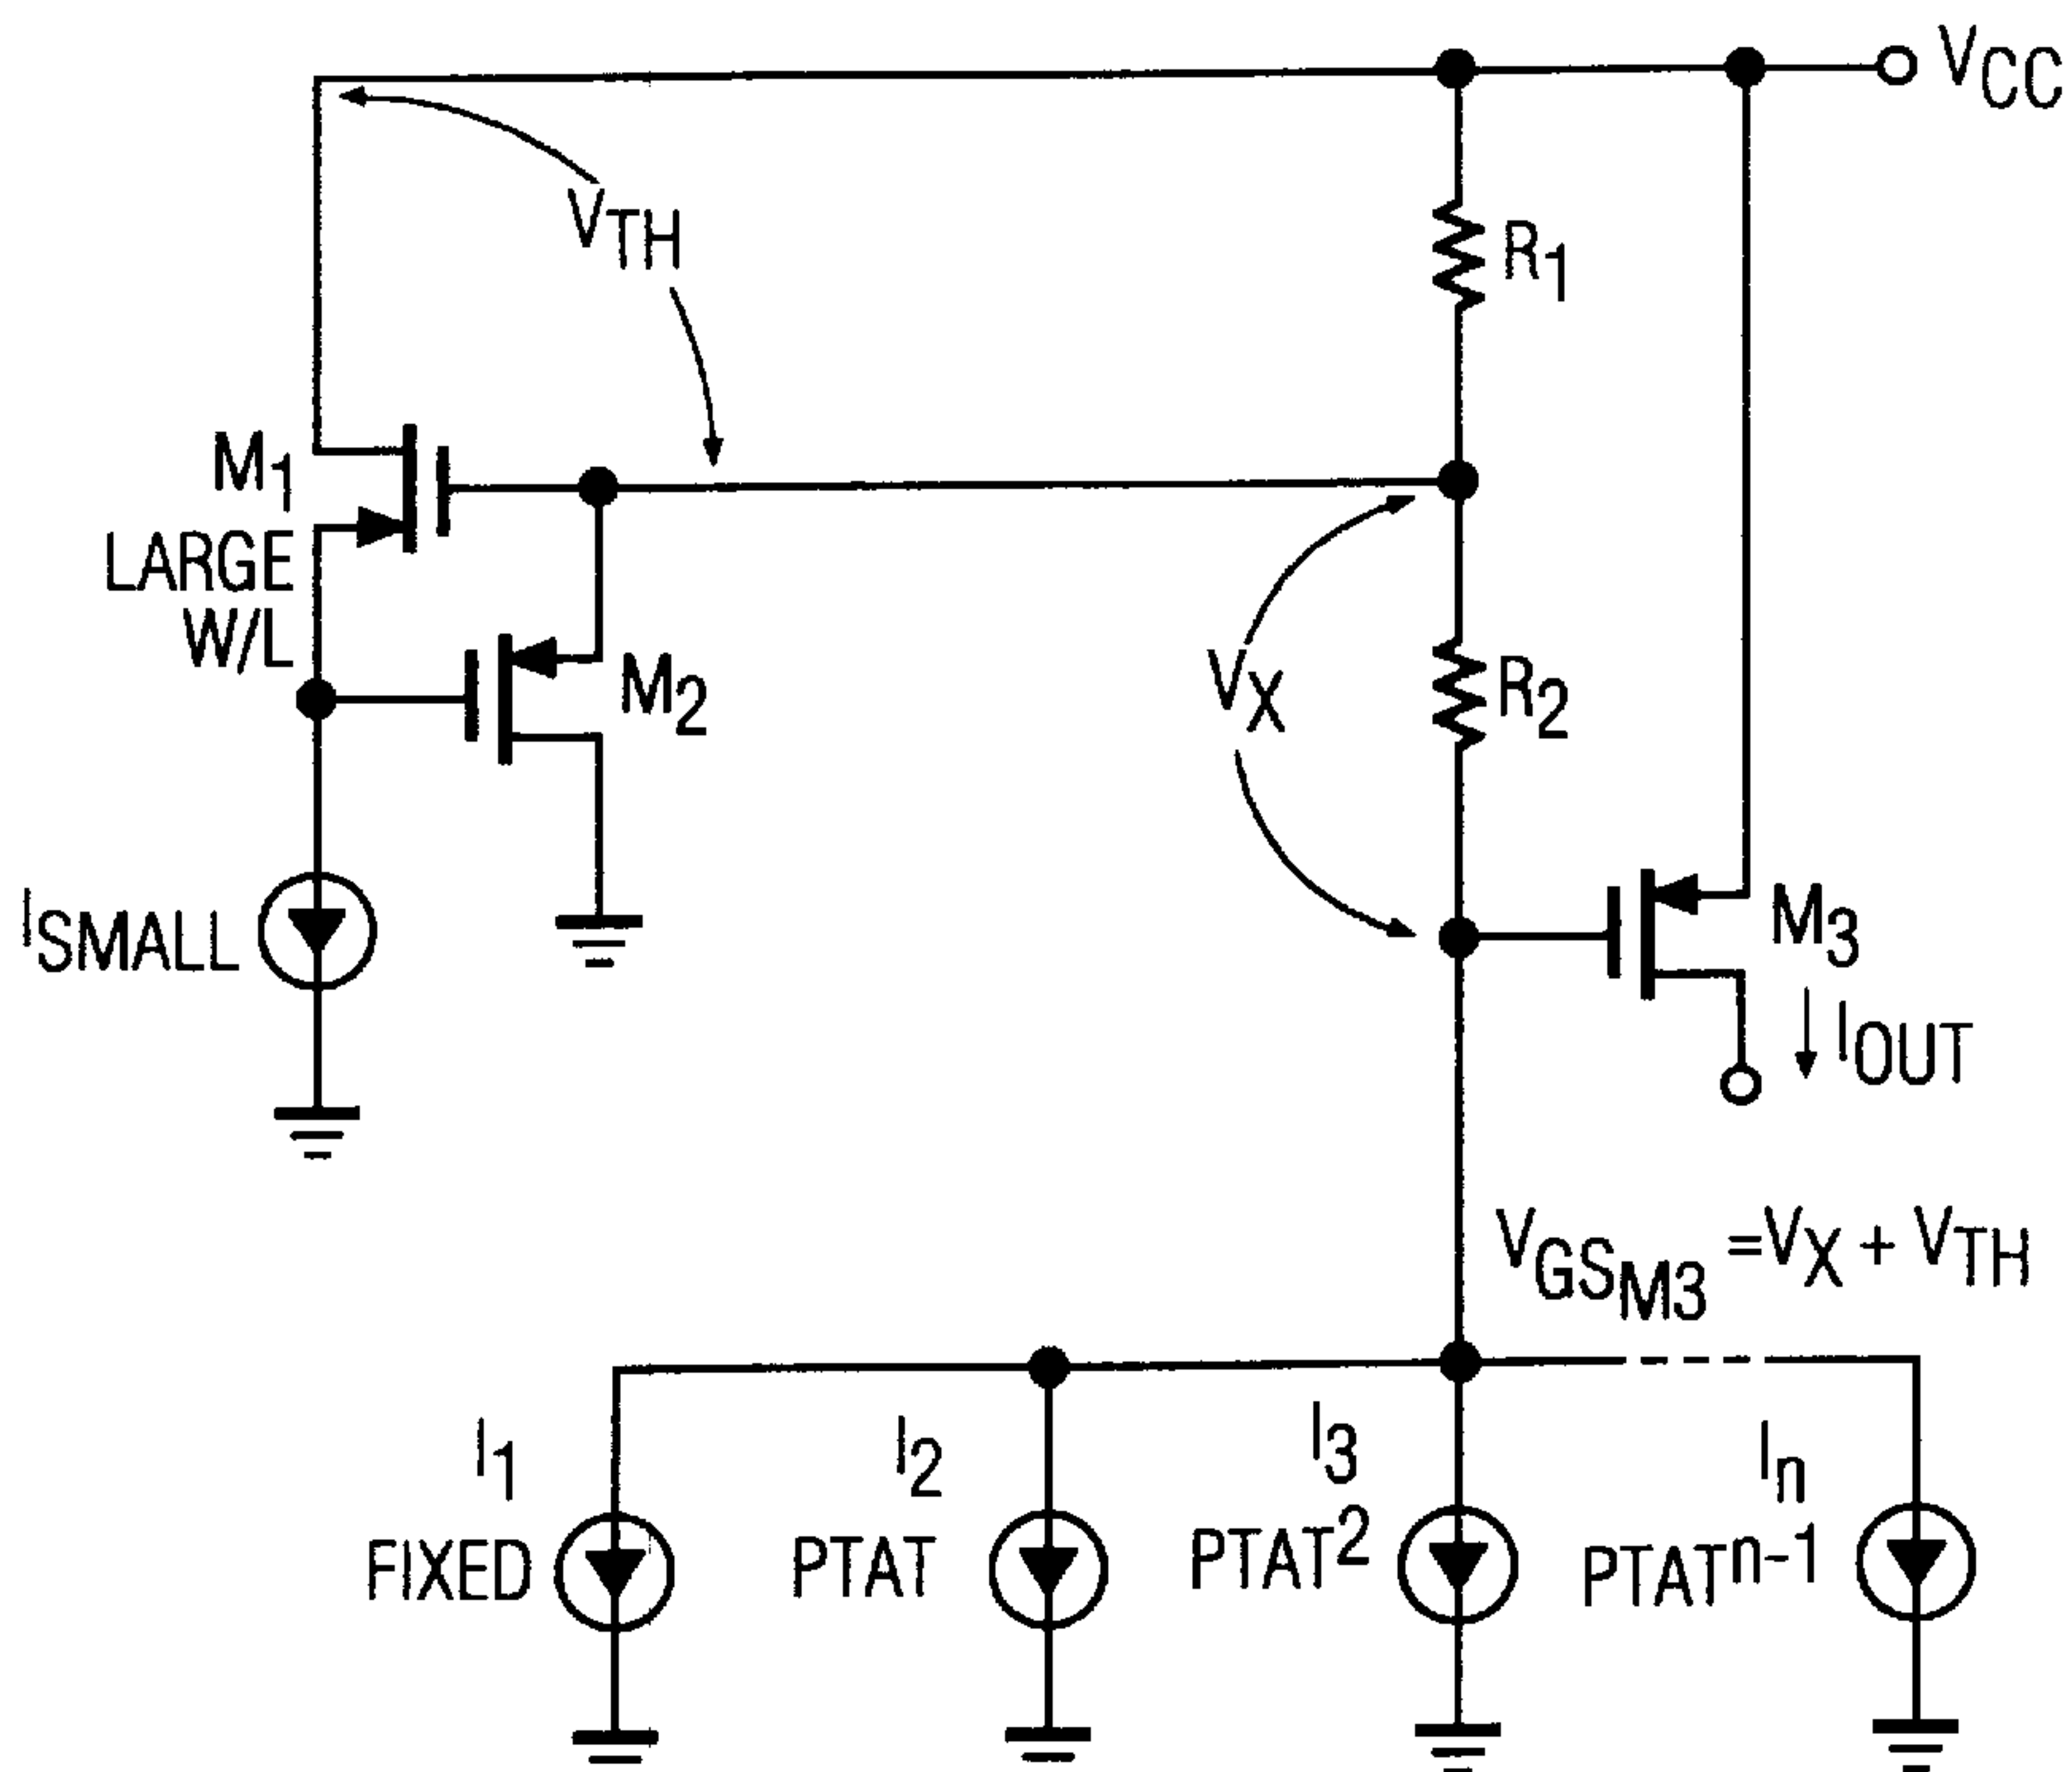 VCC
VTH
R1
M1
LARGE
W/L
M2
VX
R2
ISMALL
M3
IOUT
VGSM3 =VX + VTH
I1
FIXED
I2
PTAT
I3
PTAT2
In
PTATn-1